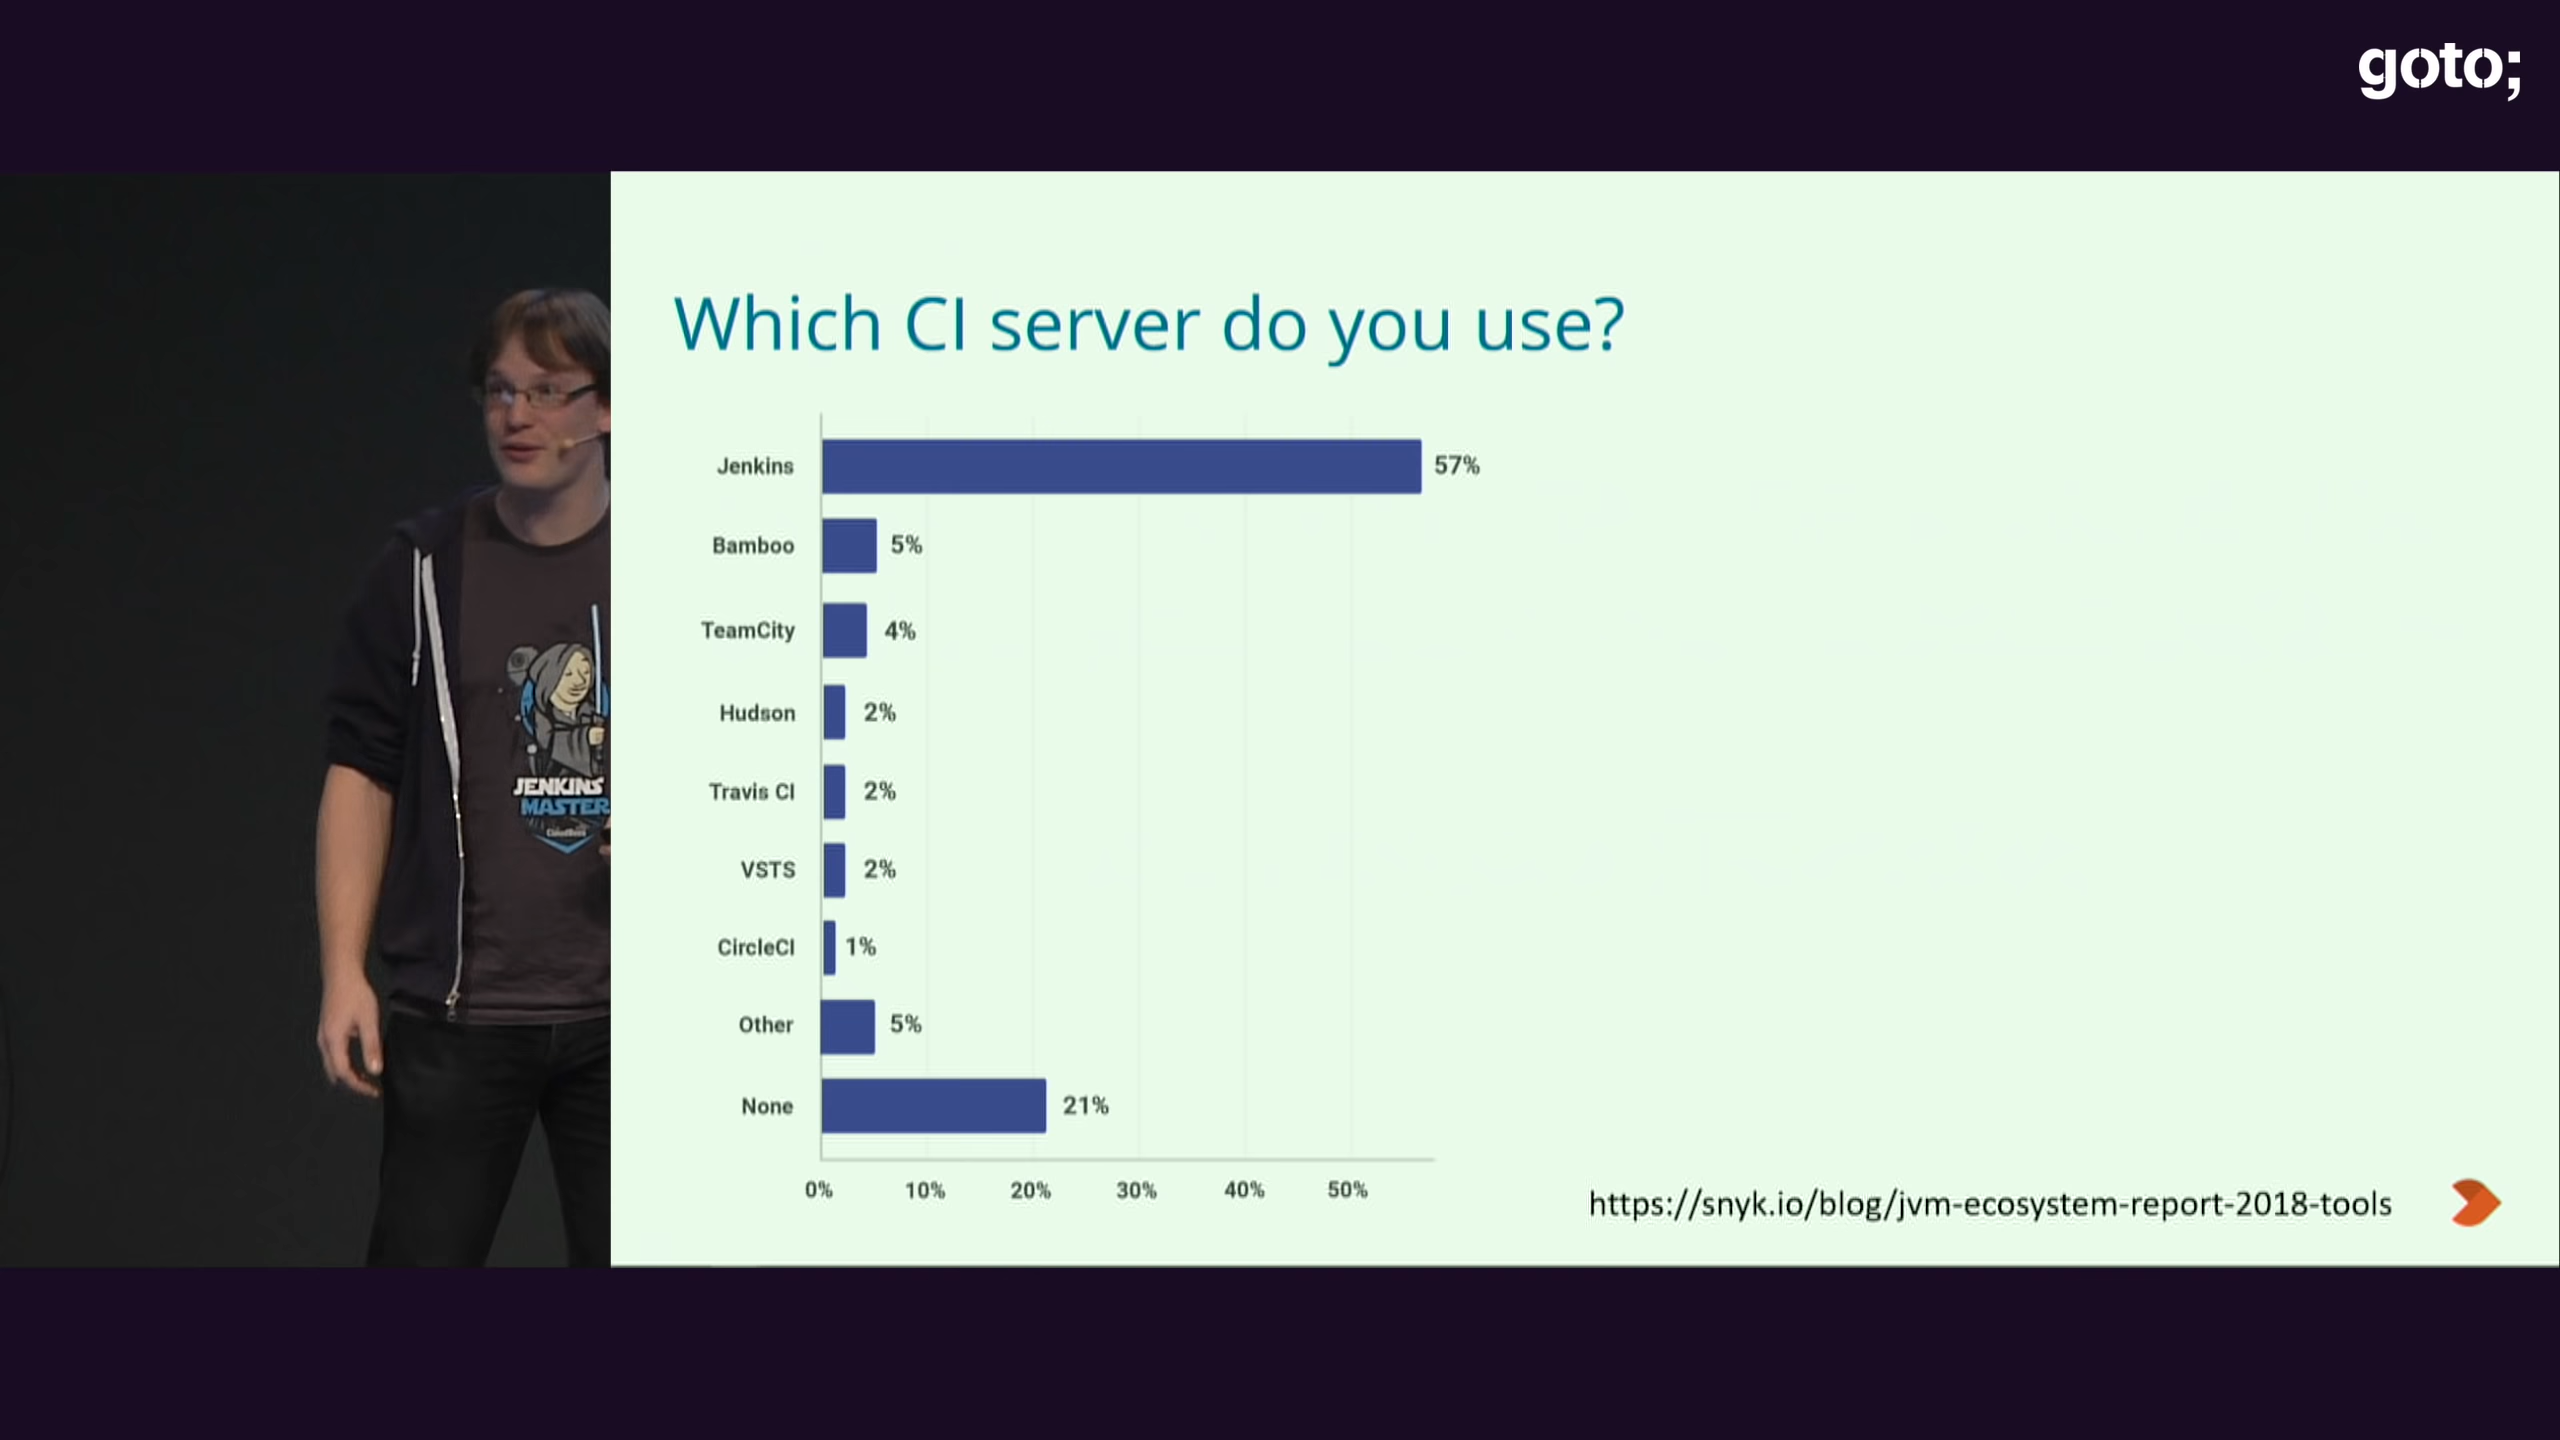 goto;
Which CI server do you use?
Jenkins 57%
Bamboo 5%
TeamCity 4%
Hudson 2%
Travis CI 2%
VSTS 2%
CircleCI 1%
Other 5%
None 21%
0% 10% 20% 30% 40% 50%
https://snyk.io/blog/jvm-ecosystem-report-2018-tools
JENKINS
MASTER
CloudBees